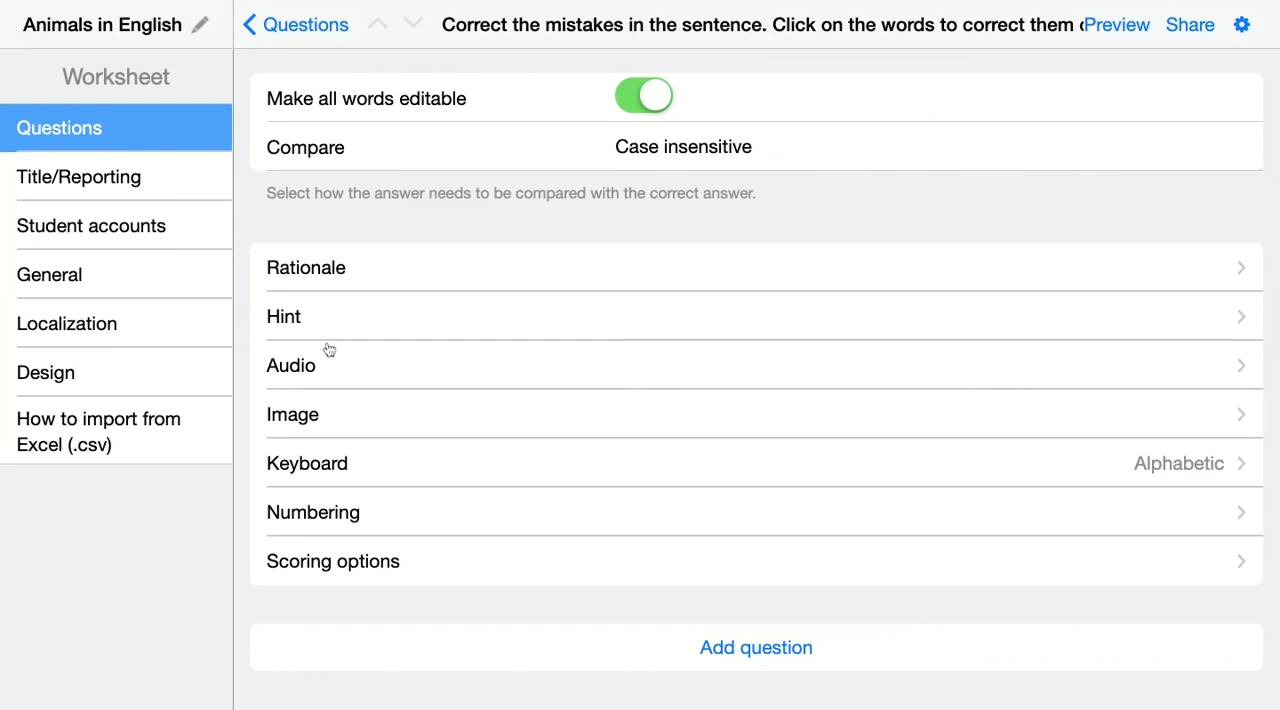 Animals in English
Questions
Correct the mistakes in the sentence. Click on the words to correct them
Preview
Share
Worksheet
Questions
Title/Reporting
Student accounts
General
Localization
Design
How to import from
Excel (.csv)
Make all words editable
Compare
Case insensitive
Select how the answer needs to be compared with the correct answer.
Rationale
Hint
Audio
Image
Keyboard
Alphabetic
Numbering
Scoring options
Add question